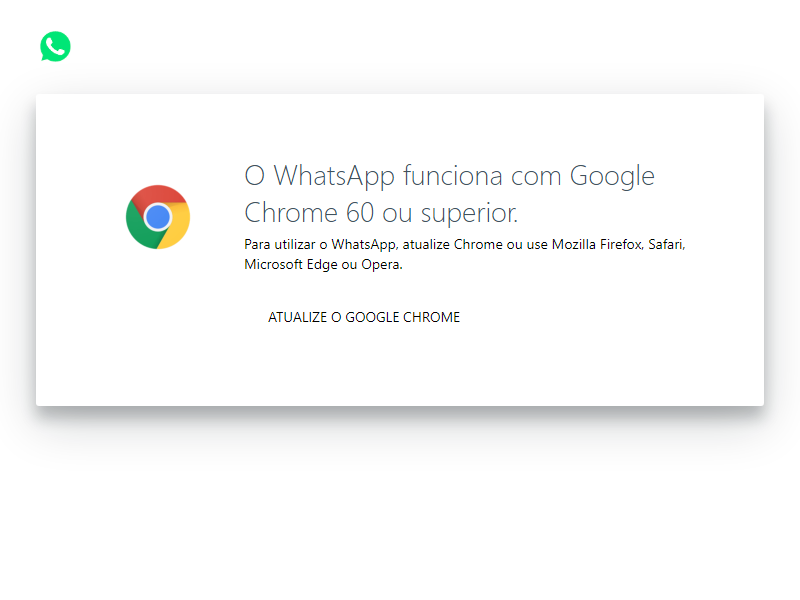 O WhatsApp funciona com Google
Chrome 60 ou superior.
Para utilizar o WhatsApp, atualize Chrome ou use Mozilla Firefox, Safari,
Microsoft Edge ou Opera.
ATUALIZE O GOOGLE CHROME